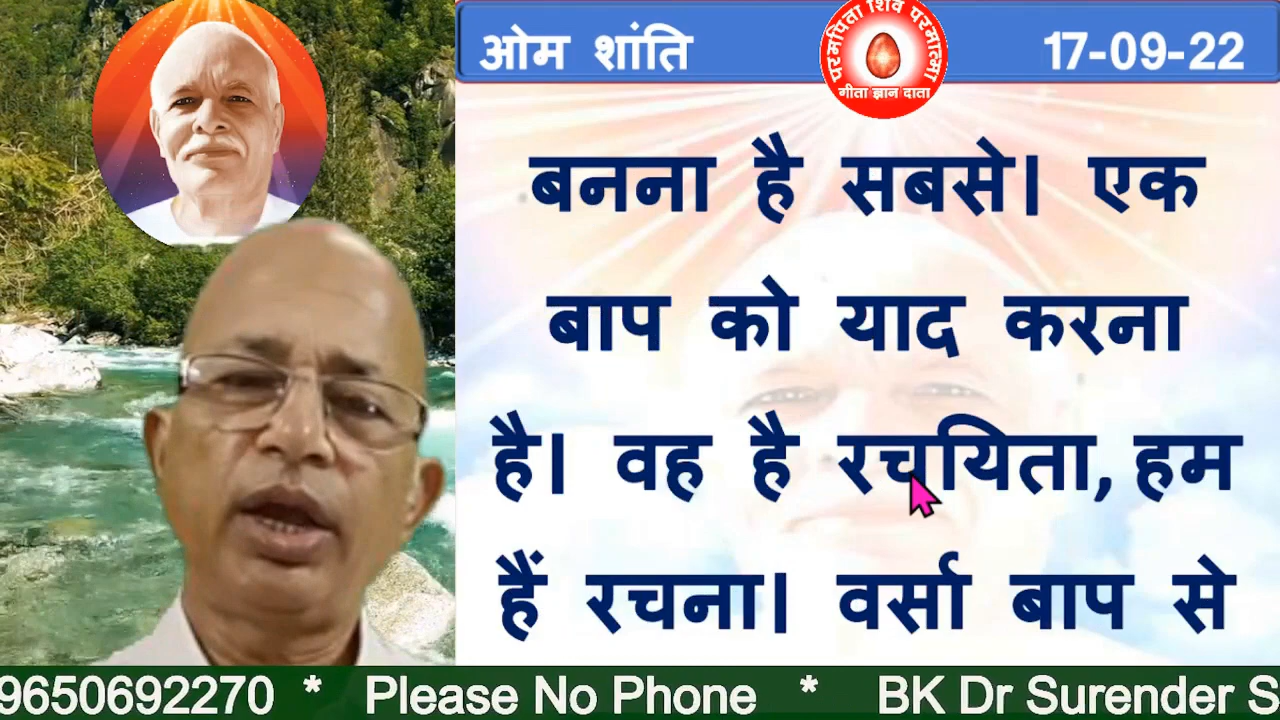 ओम शांति
परमपिता शिव परमात्मा
गीता ज्ञान दाता
17-09-22
बनना है सबसे। एक
बाप को याद करना
है। वह है रचयिता, हम
हैं रचना। वर्सा बाप से
9650692270 * Please No Phone * BK Dr Surender S